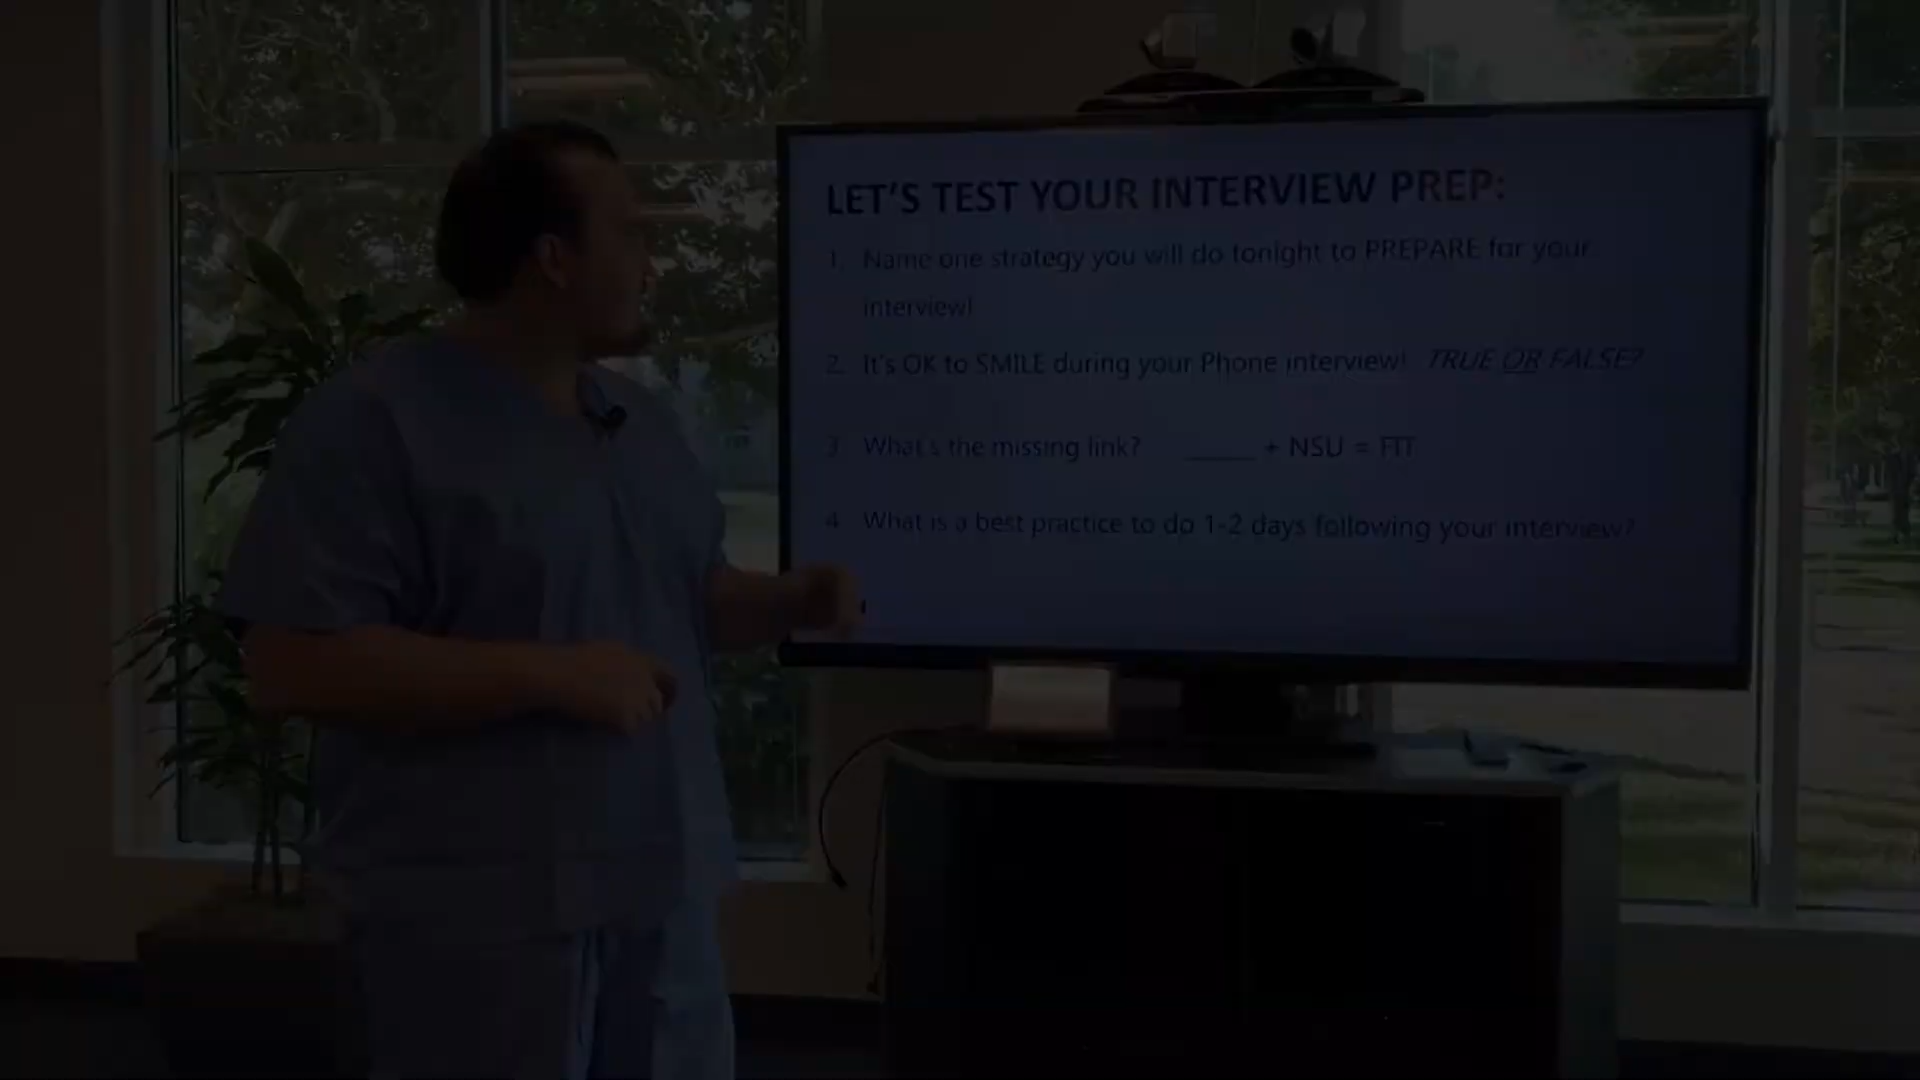 LET'S TEST YOUR INTERVIEW PREP:
1. Name one strategy you will do tonight to PREPARE for your
interview!
2. It's OK to SMILE during your Phone interview! TRUE OR FALSE?
3. What's the missing link? _____ + NSU = FIT
4. What is a best practice to do 1-2 days following your interview?